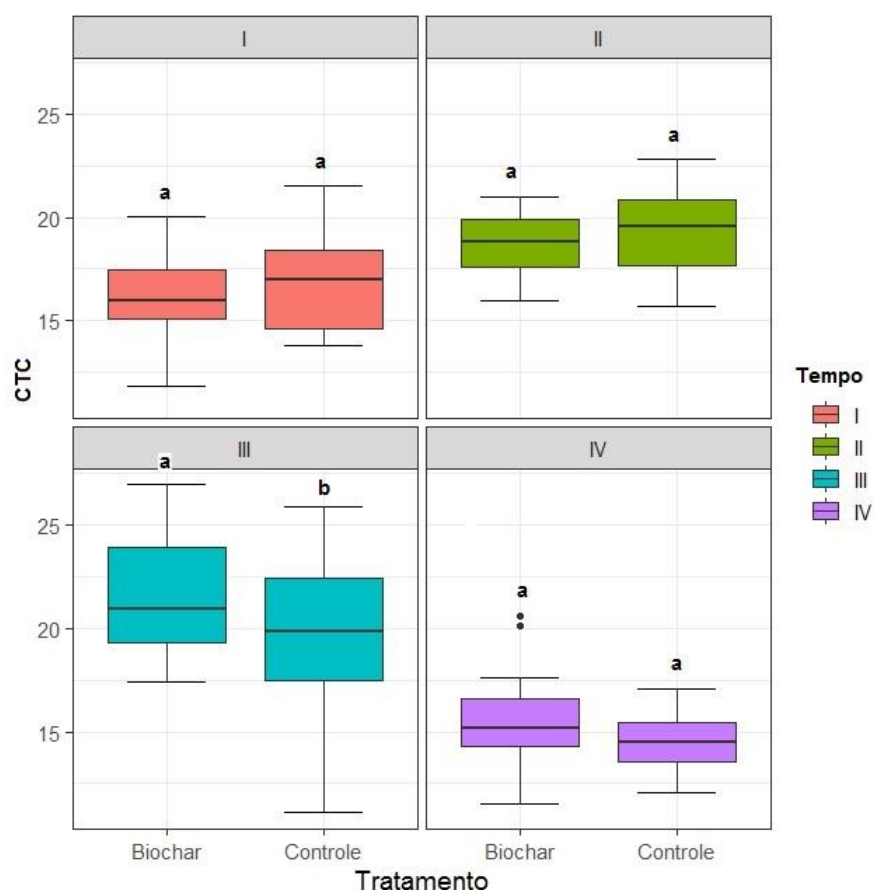 I
II
25
20
15
a
a
a
a
CTC
III
IV
25
20
15
a
b
a
a
Biochar
Controle
Biochar
Controle
Tratamento
Tempo
I
II
III
IV